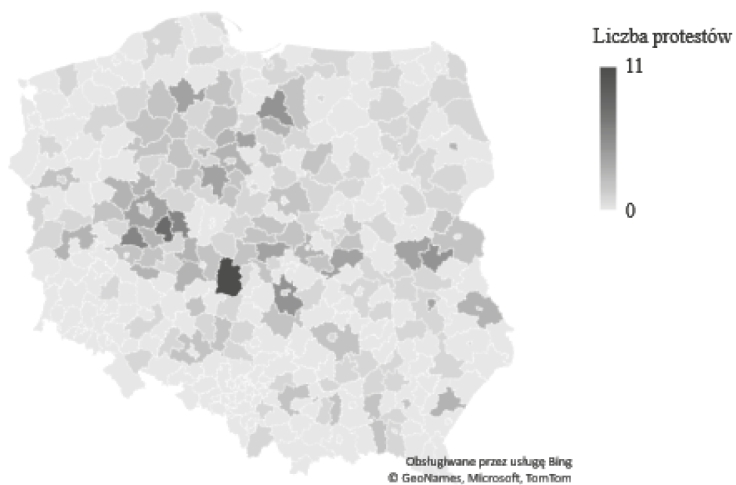 Liczba protestów
11
0
Obsługiwane przez usługę Bing
© GeoNames, Microsoft, TomTom